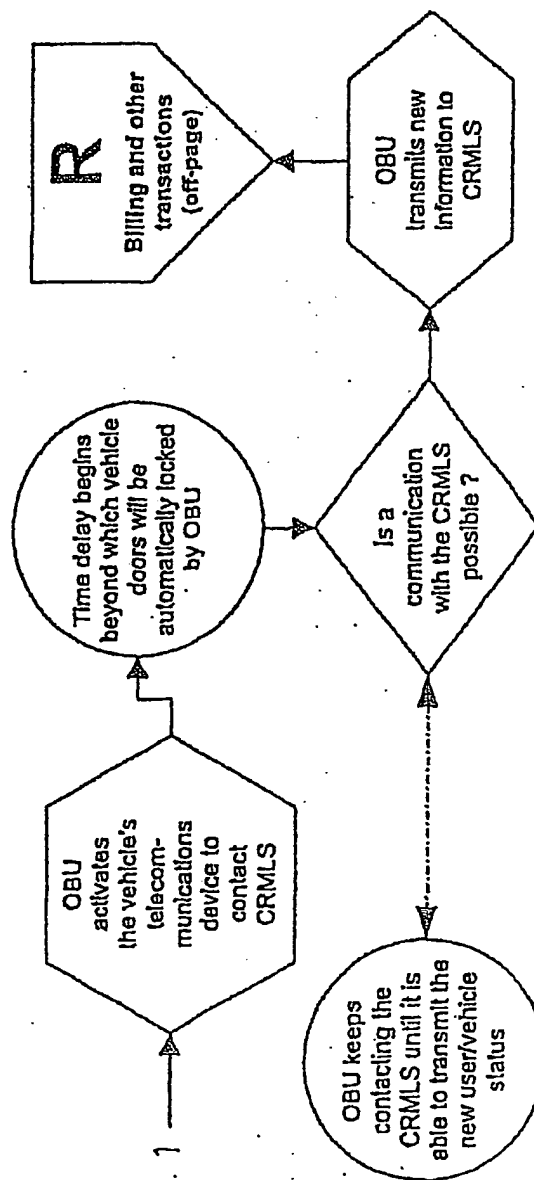 1
OBU
activates
the vehicle's
telecom-
munications
device to
contact
CRMLS
Time delay begins
beyond which vehicle
doors will be
automatically locked
by OBU
Is a
communication
with the CRMLS
possible ?
OBU keeps
contacting the
CRMLS until it is
able to transmit the
new user/vehicle
status
OBU
transmits new
information to
CRMLS
R
Billing and other
transactions
(off-page)